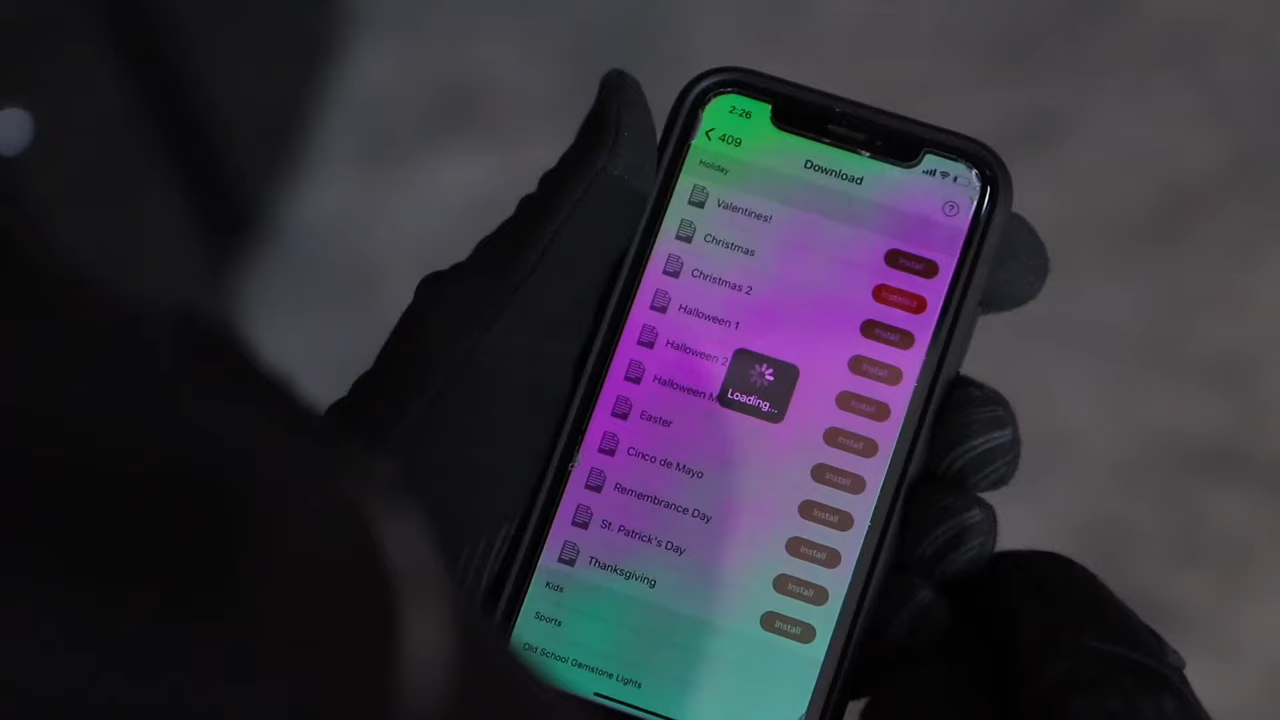 2:26
409
Download
Holiday
Valentines!
Install
Christmas
Installed
Christmas 2
Install
Halloween 1
Install
Halloween 2
Install
Halloween
Install
Easter
Install
Cinco de Mayo
Install
Remembrance Day
Install
St. Patrick's Day
Install
Thanksgiving
Install
Kids
Sports
Old School Gemstone Lights
Loading...